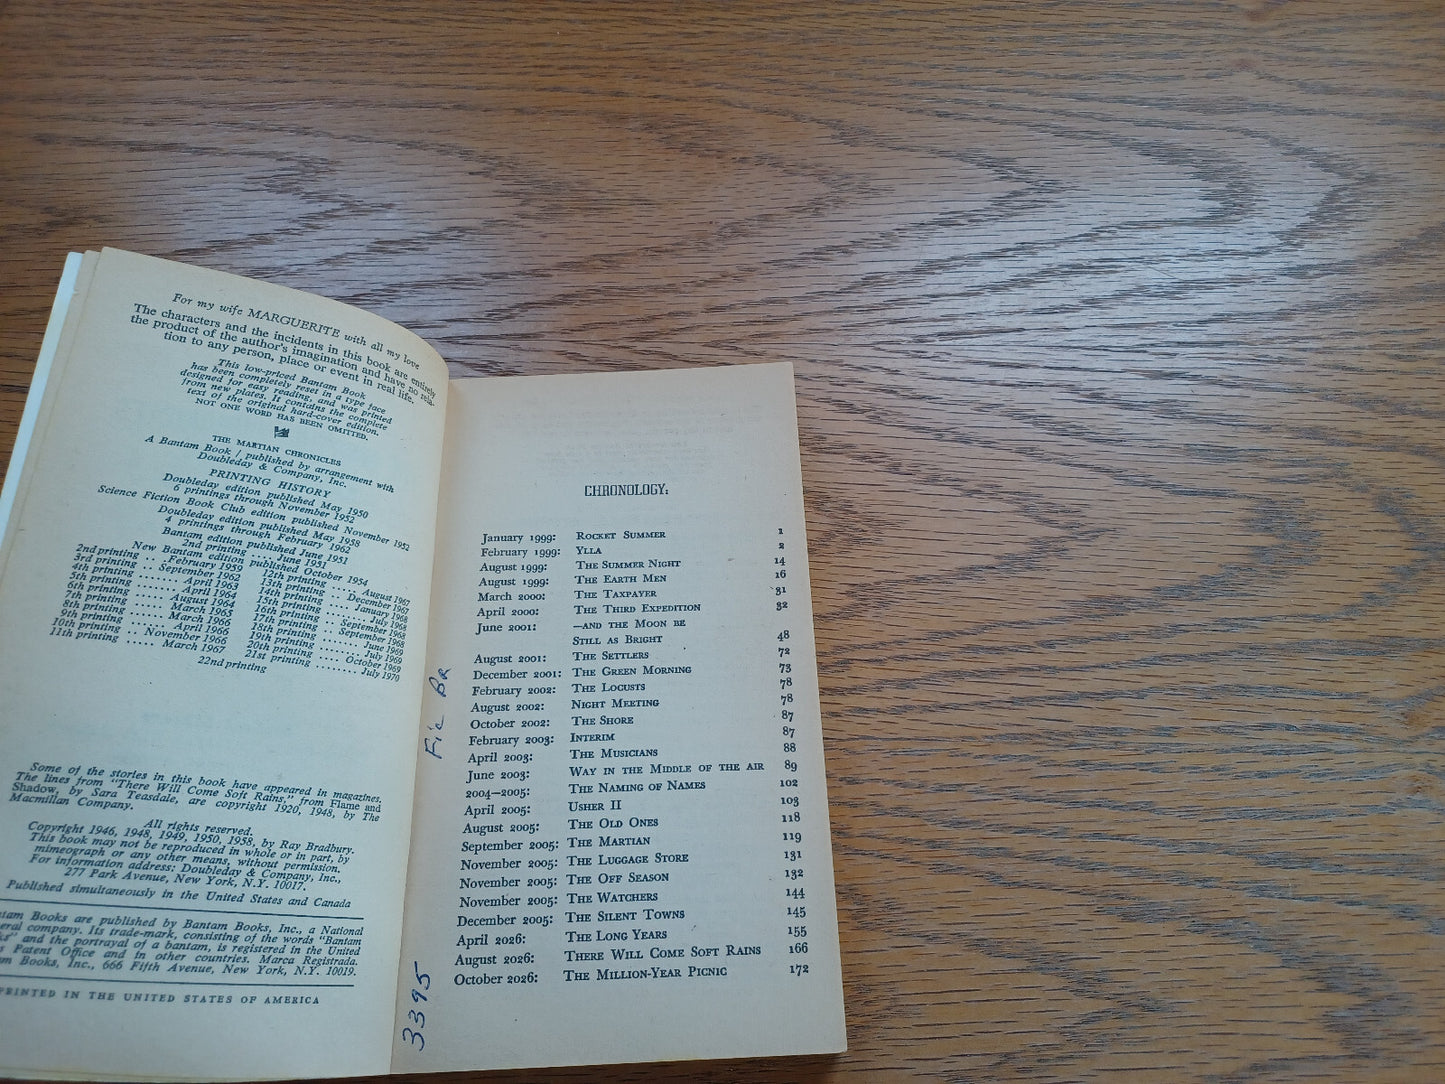 For my wife MARGUERITE with all my love
The characters and the incidents in this book are entirely
the product of the author's imagination and have no rela-
tion to any person, place or event in real life.
This low-priced Bantam Book
has been completely reset in a type face
designed for easy reading, and was printed
from new plates. It contains the complete
text of the original hard-cover edition.
NOT ONE WORD HAS BEEN OMITTED.
THE MARTIAN CHRONICLES
A Bantam Book / published by arrangement with
Doubleday & Company, Inc.
PRINTING HISTORY
Doubleday edition published May 1950
6 printings through November 1952
Science Fiction Book Club edition published November 1952
Doubleday edition published May 1958
4 printings through February 1962
Bantam edition published June 1951
2nd printing .... June 1951
New Bantam edition published October 1954
2nd printing .. February 1959
3rd printing .. September 1962
4th printing ........ April 1963
5th printing ........ April 1964
6th printing ...... August 1964
7th printing ...... March 1965
8th printing ...... March 1966
9th printing ....... April 1966
10th printing .. November 1966
11th printing ..... March 1967
12th printing ...... August 1967
13th printing .... December 1967
14th printing ..... January 1968
15th printing ........ July 1968
16th printing ... September 1968
17th printing ... September 1968
18th printing ....... June 1969
19th printing ........ July 1969
20th printing ..... October 1969
21st printing
22nd printing ........ July 1970
Some of the stories in this book have appeared in magazines.
The lines from "There Will Come Soft Rains," from Flame and
Shadow, by Sara Teasdale, are copyright 1920, 1948, by The
Macmillan Company.
All rights reserved.
Copyright 1946, 1948, 1949, 1950, 1958, by Ray Bradbury.
This book may not be reproduced in whole or in part, by
mimeograph or any other means, without permission.
For information address: Doubleday & Company, Inc.,
277 Park Avenue, New York, N.Y. 10017.
Published simultaneously in the United States and Canada
ntam Books are published by Bantam Books, Inc., a National
eral company. Its trade-mark, consisting of the words "Bantam
ks" and the portrayal of a bantam, is registered in the United
s Patent Office and in other countries. Marca Registrada.
am Books, Inc., 666 Fifth Avenue, New York, N.Y. 10019.
PRINTED IN THE UNITED STATES OF AMERICA
Fic BR
3395
CHRONOLOGY:
January 1999: ROCKET SUMMER 1
February 1999: YLLA 2
August 1999: THE SUMMER NIGHT 14
August 1999: THE EARTH MEN 16
March 2000: THE TAXPAYER 31
April 2000: THE THIRD EXPEDITION 32
June 2001: —AND THE MOON BE
STILL AS BRIGHT 48
August 2001: THE SETTLERS 72
December 2001: THE GREEN MORNING 73
February 2002: THE LOCUSTS 78
August 2002: NIGHT MEETING 78
October 2002: THE SHORE 87
February 2003: INTERIM 87
April 2003: THE MUSICIANS 88
June 2003: WAY IN THE MIDDLE OF THE AIR 89
2004–2005: THE NAMING OF NAMES 102
April 2005: USHER II 103
August 2005: THE OLD ONES 118
September 2005: THE MARTIAN 119
November 2005: THE LUGGAGE STORE 131
November 2005: THE OFF SEASON 132
November 2005: THE WATCHERS 144
December 2005: THE SILENT TOWNS 145
April 2026: THE LONG YEARS 155
August 2026: THERE WILL COME SOFT RAINS 166
October 2026: THE MILLION-YEAR PICNIC 172